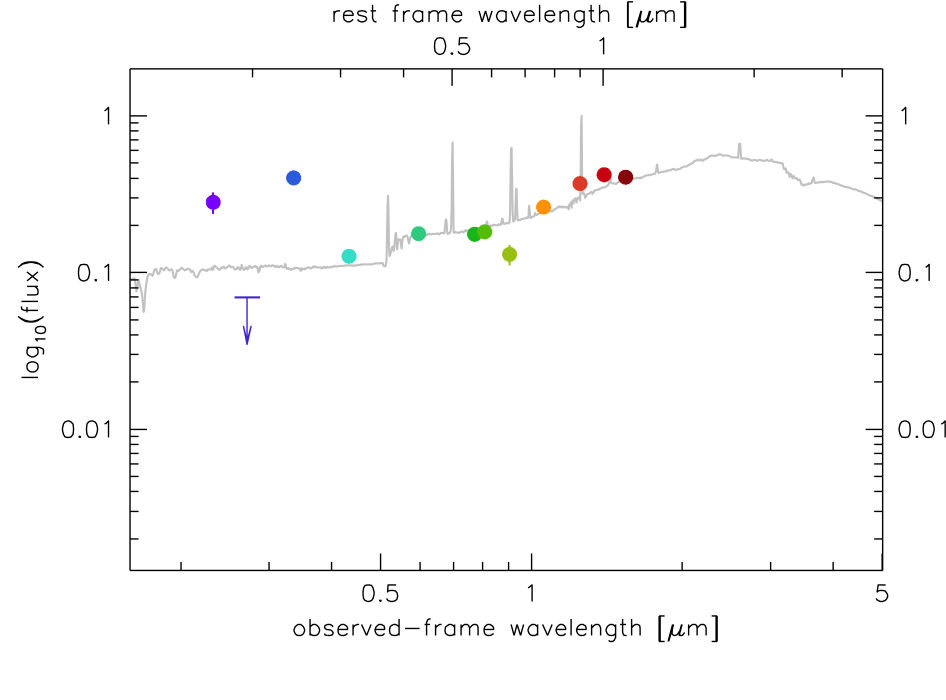 rest frame wavelength [μm]
0.5 1
1 1
0.1 0.1
log10(flux)
0.01 0.01
0.5 1 5
observed-frame wavelength [μm]